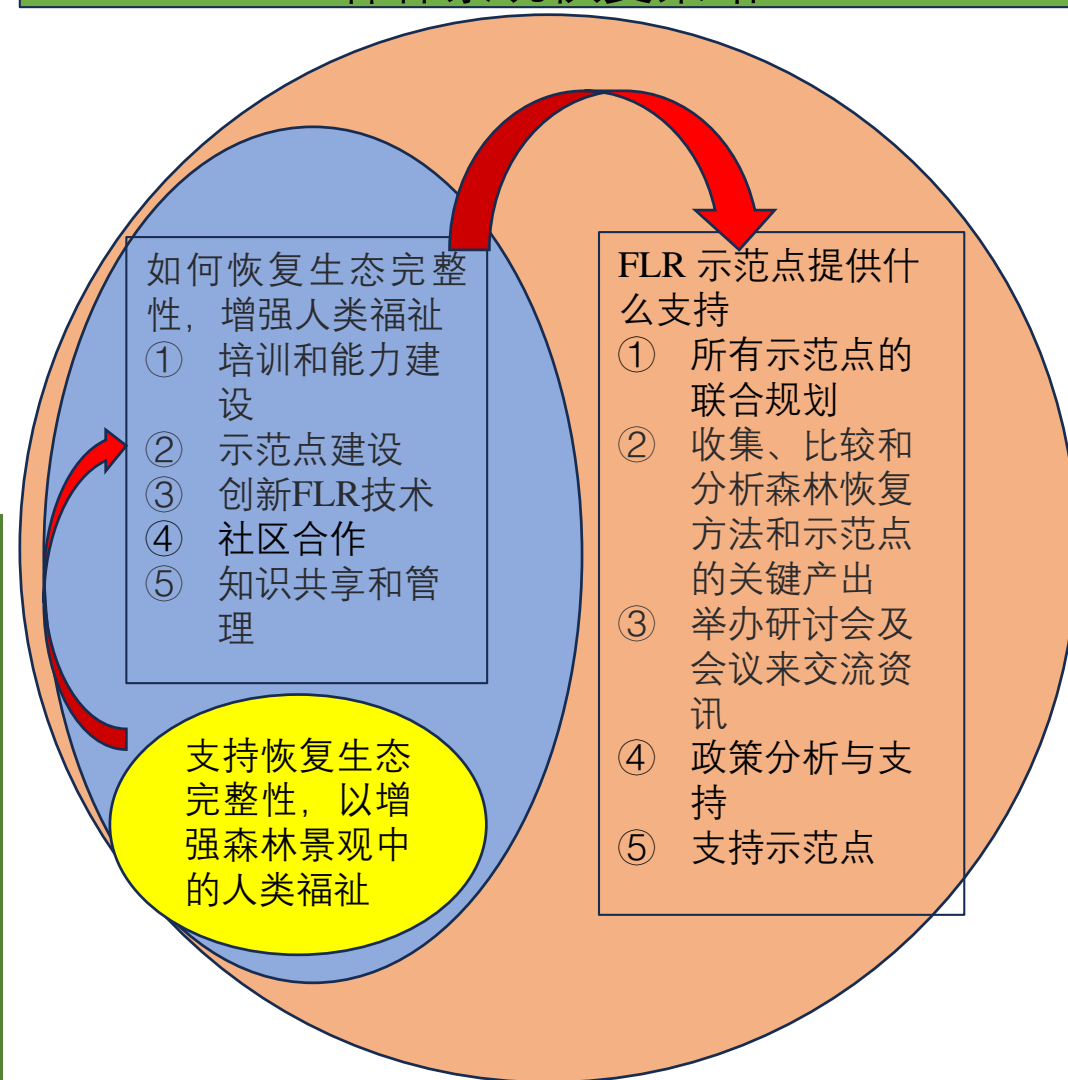 如何恢复生态完整
性，增强人类福祉
① 培训和能力建
设
② 示范点建设
③ 创新FLR技术
④ 社区合作
⑤ 知识共享和管
理
支持恢复生态
完整性，以增
强森林景观中
的人类福祉
FLR 示范点提供什
么支持
① 所有示范点的
联合规划
② 收集、比较和
分析森林恢复
方法和示范点
的关键产出
③ 举办研讨会及
会议来交流资
讯
④ 政策分析与支
持
⑤ 支持示范点